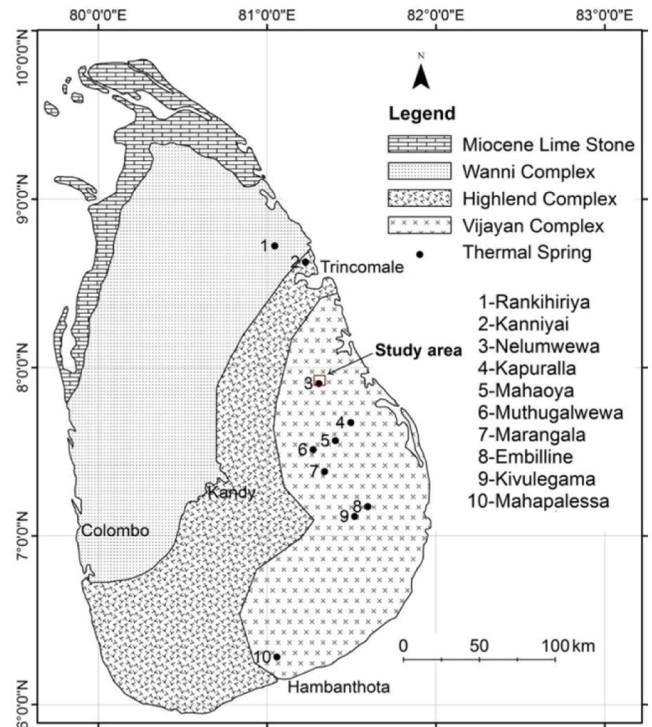 80°0'0"E 81°0'0"E 82°0'0"E 83°0'0"E
10°0'0"N
9°0'0"N
8°0'0"N
7°0'0"N
6°0'0"N
N
Legend
Miocene Lime Stone
Wanni Complex
Highlend Complex
Vijayan Complex
Thermal Spring
1
2
Trincomale
1-Rankihiriya
2-Kanniyai
3-Nelumwewa
4-Kapuralla
5-Mahaoya
6-Muthugalwewa
7-Marangala
8-Embilline
9-Kivulegama
10-Mahapalessa
Study area
3
4
5
6
7
Kandy
8
9
Colombo
0 50 100 km
10
Hambanthota